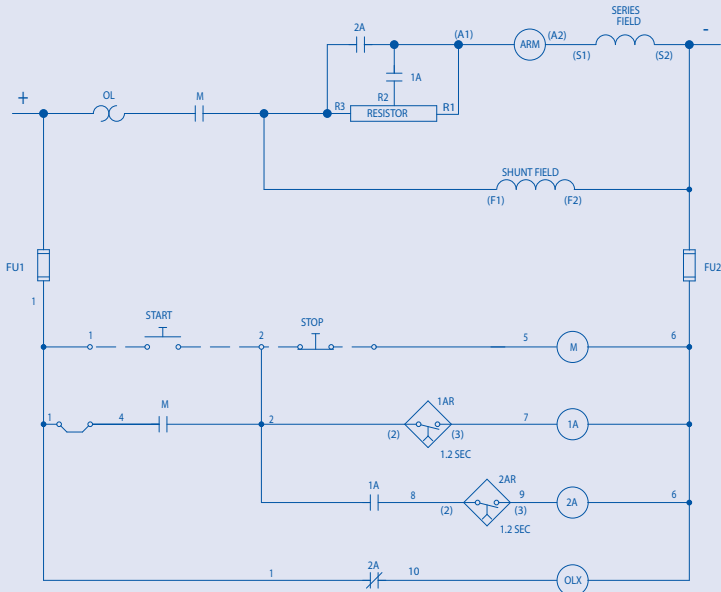 SERIES
FIELD
2A (A1) ARM (A2) (S1) (S2) -
1A
R2
R3 RESISTOR R1
+ OL M
SHUNT FIELD
(F1) (F2)
FU1 FU2
1
START STOP
1 2 5 M 6
1 4 M 2 1AR (2) (3) 7 1A
1.2 SEC
1A 8 2AR (2) (3) 9 2A 6
1.2 SEC
1 2A 10 OLX